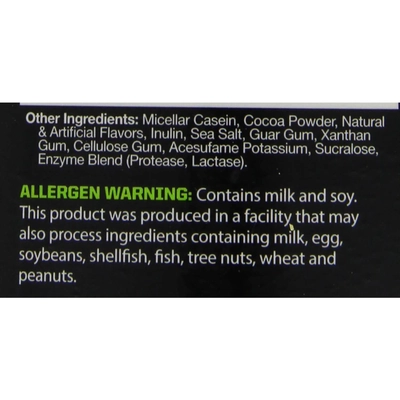 Other Ingredients: Micellar Casein, Cocoa Powder, Natural
& Artificial Flavors, Inulin, Sea Salt, Guar Gum, Xanthan
Gum, Cellulose Gum, Acesufame Potassium, Sucralose,
Enzyme Blend (Protease, Lactase).
ALLERGEN WARNING: Contains milk and soy.
This product was produced in a facility that may
also process ingredients containing milk, egg,
soybeans, shellfish, fish, tree nuts, wheat and
peanuts.